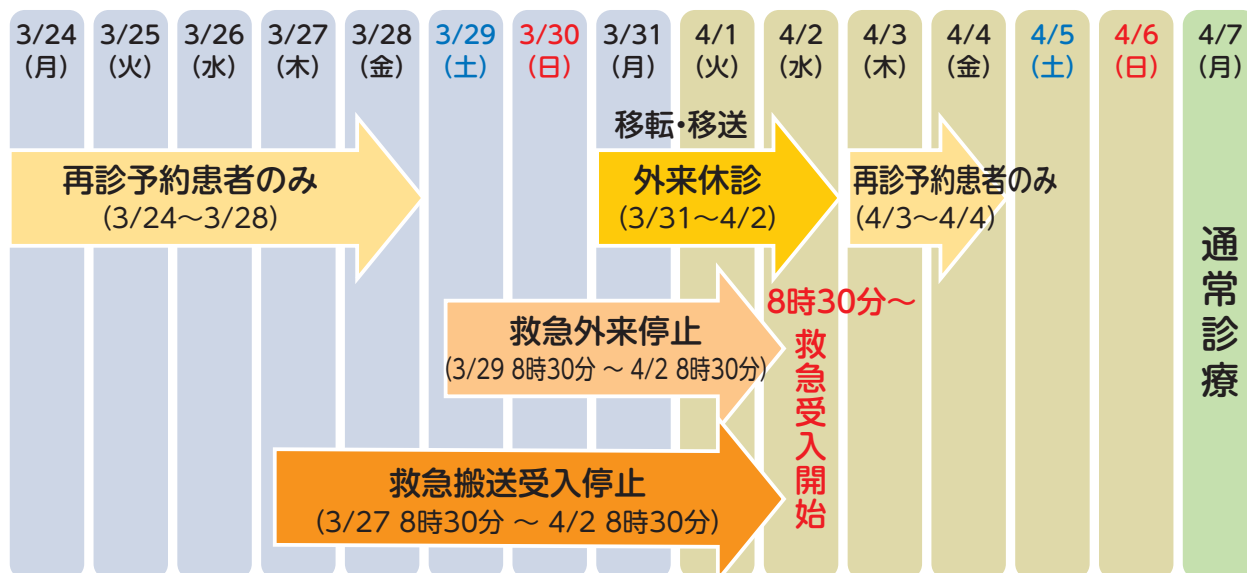 3/24 3/25 3/26 3/27 3/28 3/29 3/30 3/31 4/1 4/2 4/3 4/4 4/5 4/6 4/7
(月) (火) (水) (木) (金) (土) (日) (月) (火) (水) (木) (金) (土) (日) (月)
移転・移送
再診予約患者のみ
(3/24〜3/28)
外来休診
(3/31〜4/2)
再診予約患者のみ
(4/3〜4/4)
救急外来停止
(3/29 8時30分 〜 4/2 8時30分)
8時30分〜
救急受入開始
救急搬送受入停止
(3/27 8時30分 〜 4/2 8時30分)
通常診療